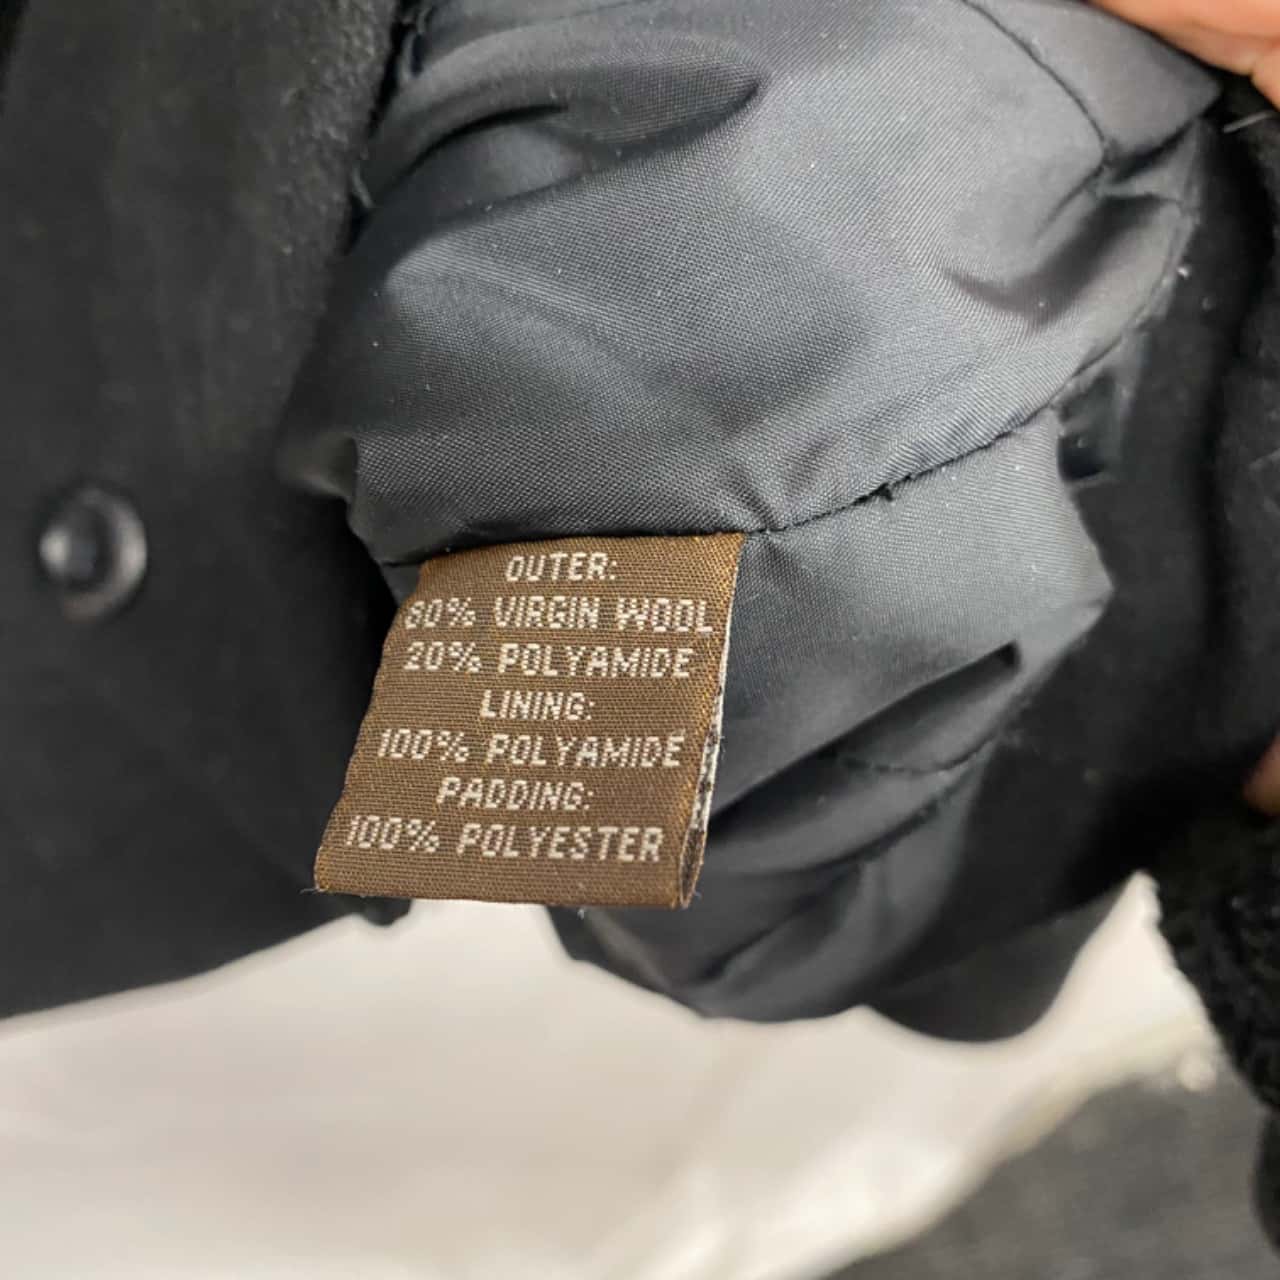 OUTER:
80% VIRGIN WOOL
20% POLYAMIDE
LINING:
100% POLYAMIDE
PADDING:
100% POLYESTER